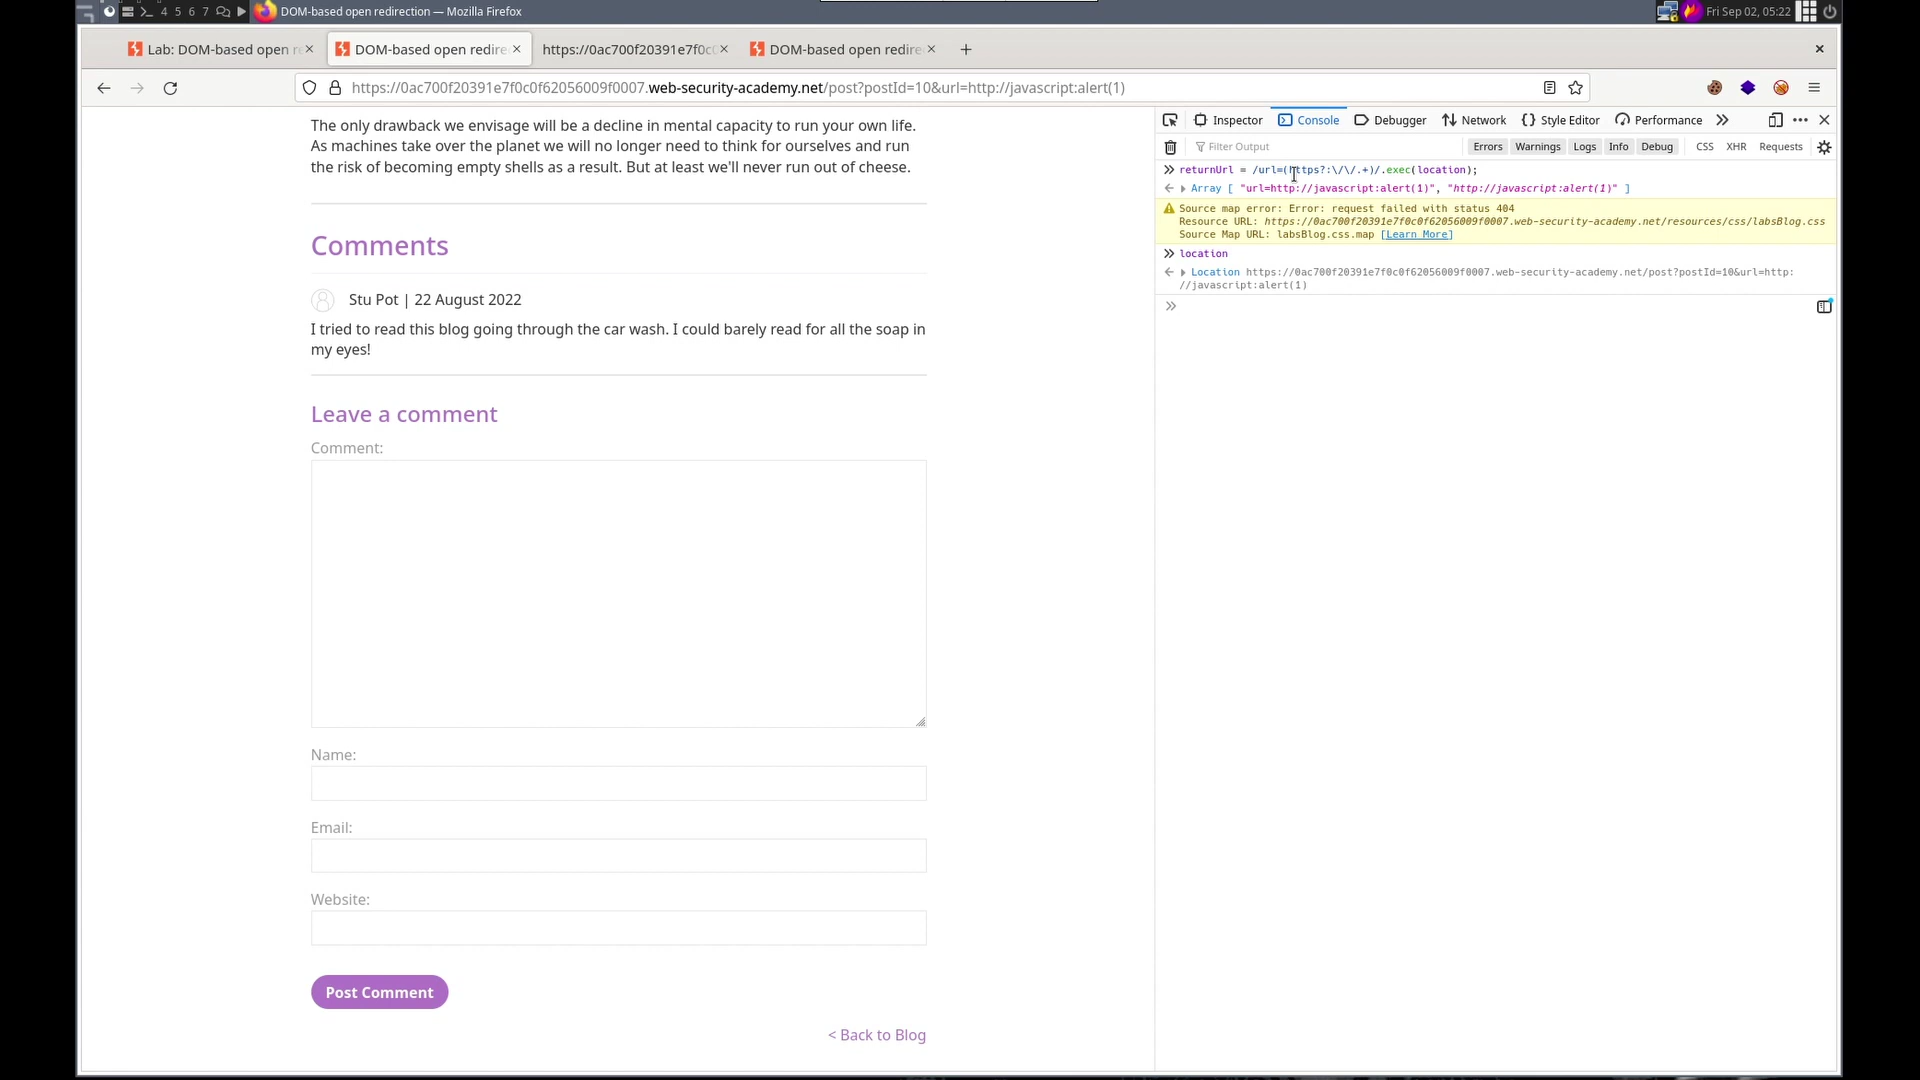 4 5 6 7
DOM-based open redirection — Mozilla Firefox
Fri Sep 02, 05:22
Lab: DOM-based open r
DOM-based open redire
https://0ac700f20391e7f0c0
DOM-based open redire
https://0ac700f20391e7f0c0f62056009f0007.web-security-academy.net/post?postId=10&url=http://javascript:alert(1)
The only drawback we envisage will be a decline in mental capacity to run your own life.
As machines take over the planet we will no longer need to think for ourselves and run
the risk of becoming empty shells as a result. But at least we'll never run out of cheese.
Comments
Stu Pot | 22 August 2022
I tried to read this blog going through the car wash. I could barely read for all the soap in
my eyes!
Leave a comment
Comment:
Name:
Email:
Website:
Post Comment
< Back to Blog
Inspector Console Debugger Network Style Editor Performance
Filter Output
Errors Warnings Logs Info Debug CSS XHR Requests
returnUrl = /url=(https?:\/\/.+)/.exec(location);
Array [ "url=http://javascript:alert(1)", "http://javascript:alert(1)" ]
Source map error: Error: request failed with status 404
Resource URL: https://0ac700f20391e7f0c0f62056009f0007.web-security-academy.net/resources/css/labsBlog.css
Source Map URL: labsBlog.css.map [Learn More]
location
Location https://0ac700f20391e7f0c0f62056009f0007.web-security-academy.net/post?postId=10&url=http:
//javascript:alert(1)